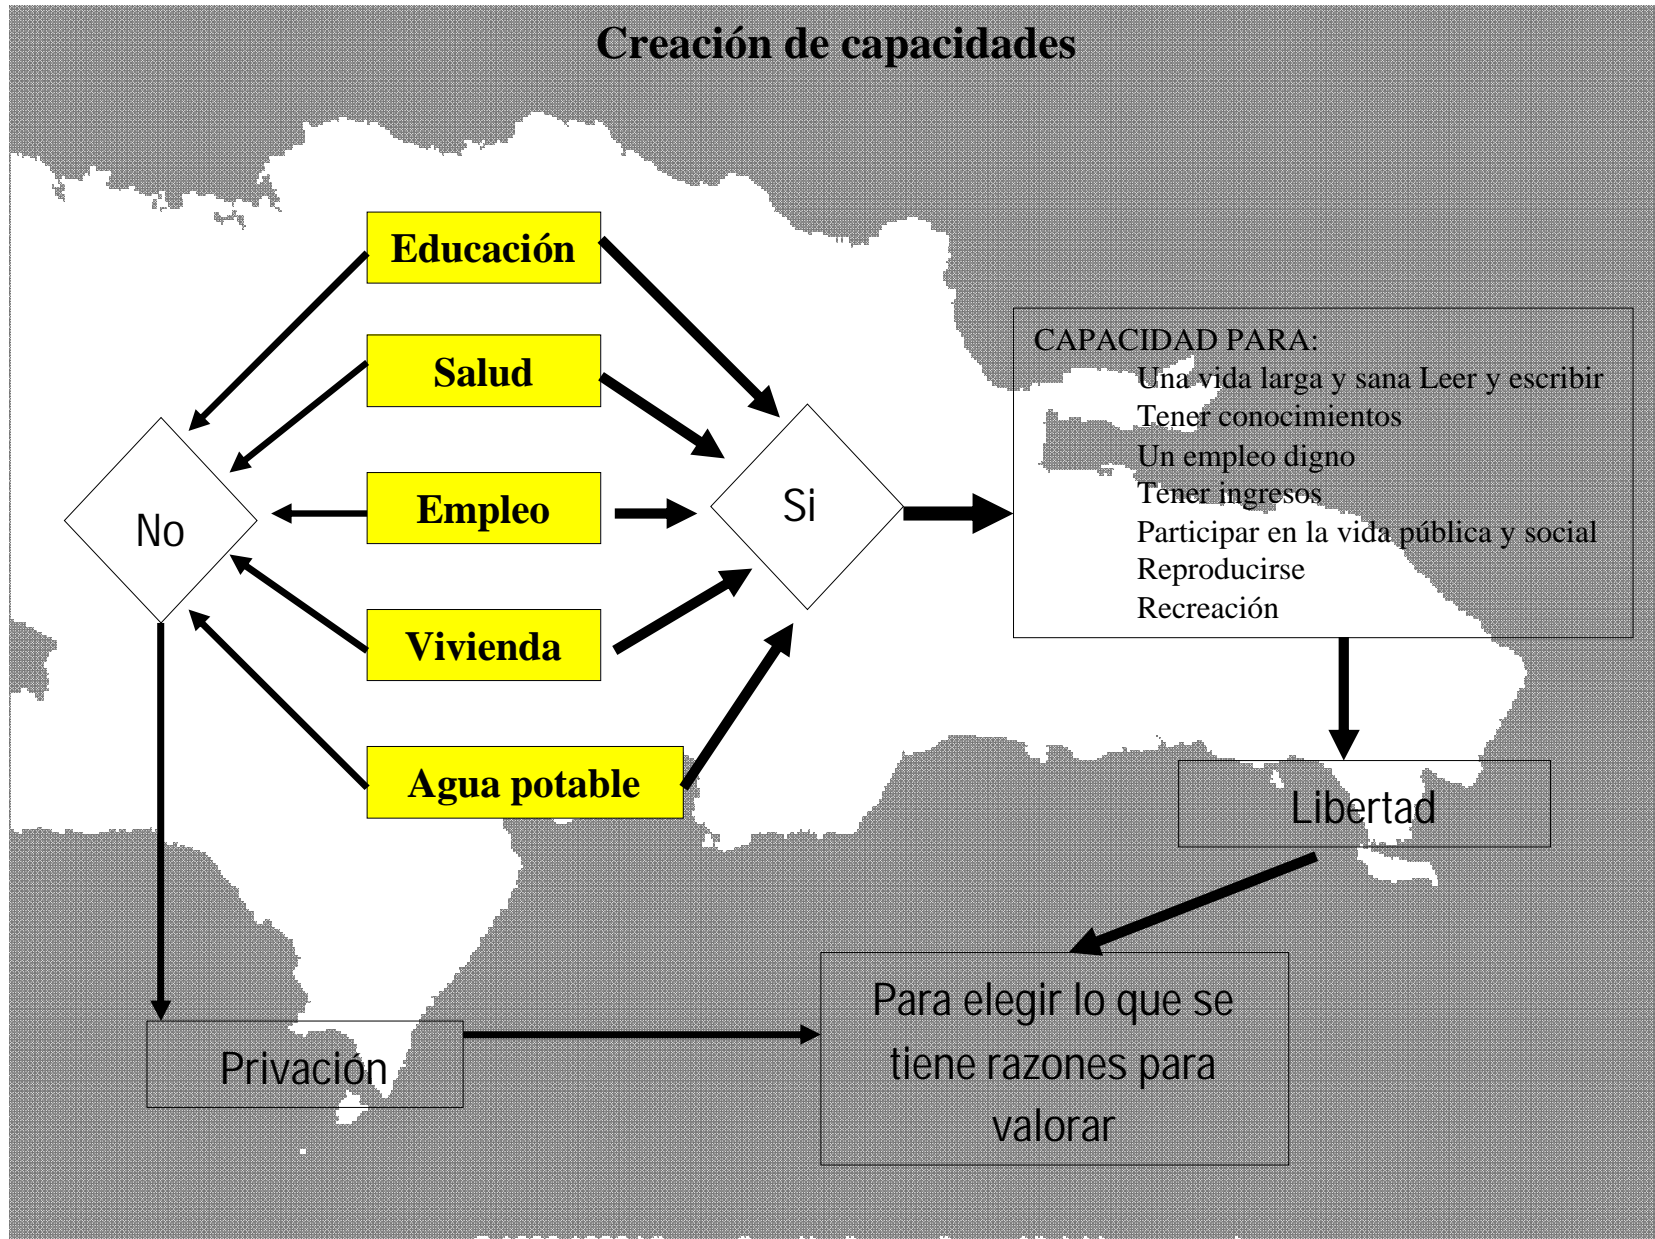 Creación de capacidades
Educación
Salud
Empleo
Vivienda
Agua potable
No
Si
CAPACIDAD PARA:
Una vida larga y sana Leer y escribir
Tener conocimientos
Un empleo digno
Tener ingresos
Participar en la vida pública y social
Reproducirse
Recreación
Libertad
Privación
Para elegir lo que se
tiene razones para
valorar